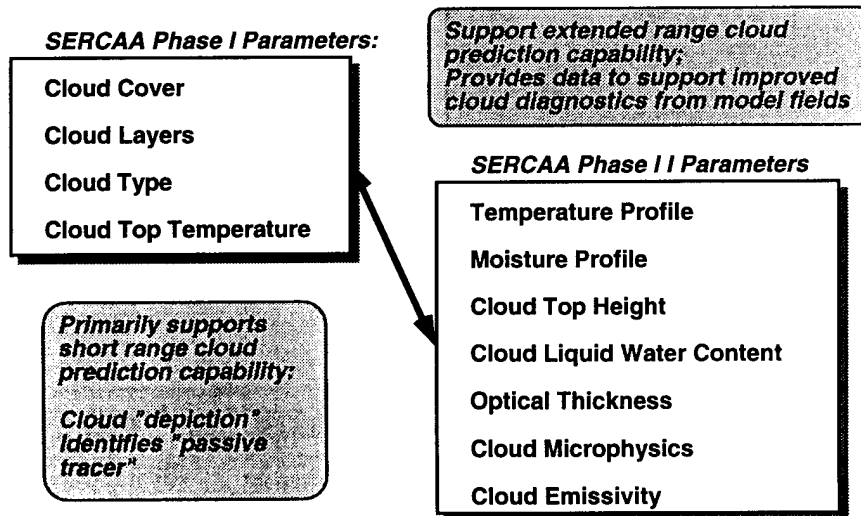 SERCAA Phase I Parameters:
Cloud Cover
Cloud Layers
Cloud Type
Cloud Top Temperature
Primarily supports
short range cloud
prediction capability:
Cloud "depiction"
Identifies "passive
tracer"
Support extended range cloud
prediction capability;
Provides data to support improved
cloud diagnostics from model fields
SERCAA Phase I I Parameters
Temperature Profile
Moisture Profile
Cloud Top Height
Cloud Liquid Water Content
Optical Thickness
Cloud Microphysics
Cloud Emissivity